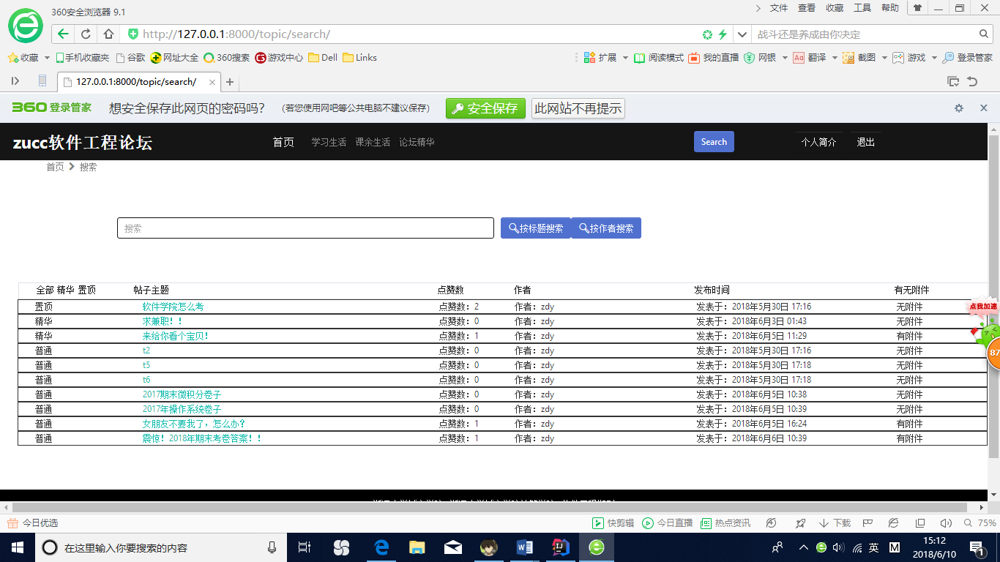 360安全浏览器 9.1
文件 查看 收藏 工具 帮助
http://127.0.0.1:8000/topic/search/
战斗还是养成由你决定
收藏 手机收藏夹 谷歌 网址大全 360搜索 游戏中心 Dell Links 扩展 阅读模式 我的直播 网银 翻译 截图 游戏 登录管家
127.0.0.1:8000/topic/search/
360登录管家 想安全保存此网页的密码吗? (若您使用网吧等公共电脑不建议保存) 安全保存 此网站不再提示
zucc软件工程论坛 首页 学习生活 课余生活 论坛精华 Search 个人简介 退出
首页 搜索
搜索 按标题搜索 按作者搜索
全部 精华 置顶 帖子主题 点赞数 作者 发布时间 有无附件
置顶 软件学院怎么考 点赞数:2 作者:zdy 发表于:2018年5月30日 17:16 无附件
精华 求兼职!! 点赞数:0 作者:zdy 发表于:2018年6月3日 01:43 无附件
精华 来给你看个宝贝! 点赞数:1 作者:zdy 发表于:2018年6月5日 11:29 有附件
普通 t2 点赞数:0 作者:zdy 发表于:2018年5月30日 17:16 无附件
普通 t5 点赞数:0 作者:zdy 发表于:2018年5月30日 17:18 无附件
普通 t6 点赞数:0 作者:zdy 发表于:2018年5月30日 17:18 无附件
普通 2017期末微积分卷子 点赞数:0 作者:zdy 发表于:2018年6月5日 10:38 无附件
普通 2017年操作系统卷子 点赞数:0 作者:zdy 发表于:2018年6月5日 10:39 无附件
普通 女朋友不要我了,怎么办? 点赞数:1 作者:zdy 发表于:2018年6月5日 16:24 有附件
普通 震惊!2018年期末考卷答案!! 点赞数:1 作者:zdy 发表于:2018年6月6日 10:39 有附件
点我加速
87
今日优选 快剪辑 今日直播 热点资讯 下载 75%
在这里输入你要搜索的内容 英 M 15:12
2018/6/10 1